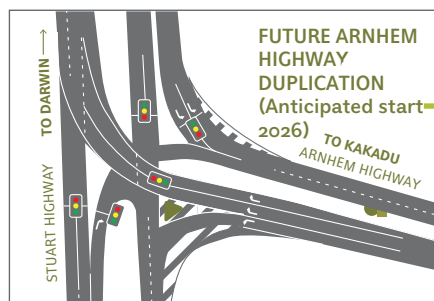 FUTURE ARNHEM
HIGHWAY
DUPLICATION
(Anticipated start
2026)
TO DARWIN
STUART HIGHWAY
TO KAKADU
ARNHEM HIGHWAY